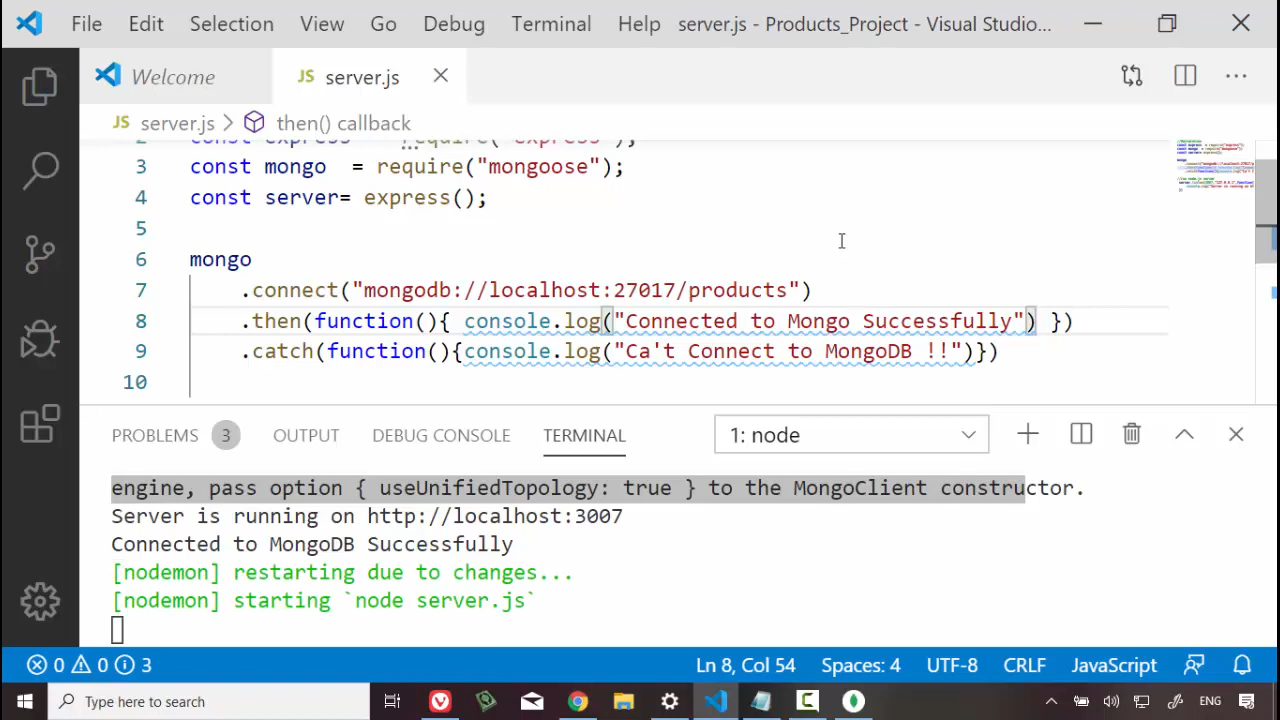 File Edit Selection View Go Debug Terminal Help server.js - Products_Project - Visual Studio...
Welcome JS server.js
JS server.js > then() callback
2 const express = require("express");
3 const mongo = require("mongoose");
4 const server= express();
5
6 mongo
7 .connect("mongodb://localhost:27017/products")
8 .then(function(){ console.log("Connected to Mongo Successfully") })
9 .catch(function(){console.log("Ca't Connect to MongoDB !!")})
10
PROBLEMS 3 OUTPUT DEBUG CONSOLE TERMINAL 1: node
engine, pass option { useUnifiedTopology: true } to the MongoClient constructor.
Server is running on http://localhost:3007
Connected to MongoDB Successfully
[nodemon] restarting due to changes...
[nodemon] starting `node server.js`
0 0 3 Ln 8, Col 54 Spaces: 4 UTF-8 CRLF JavaScript
Type here to search ENG